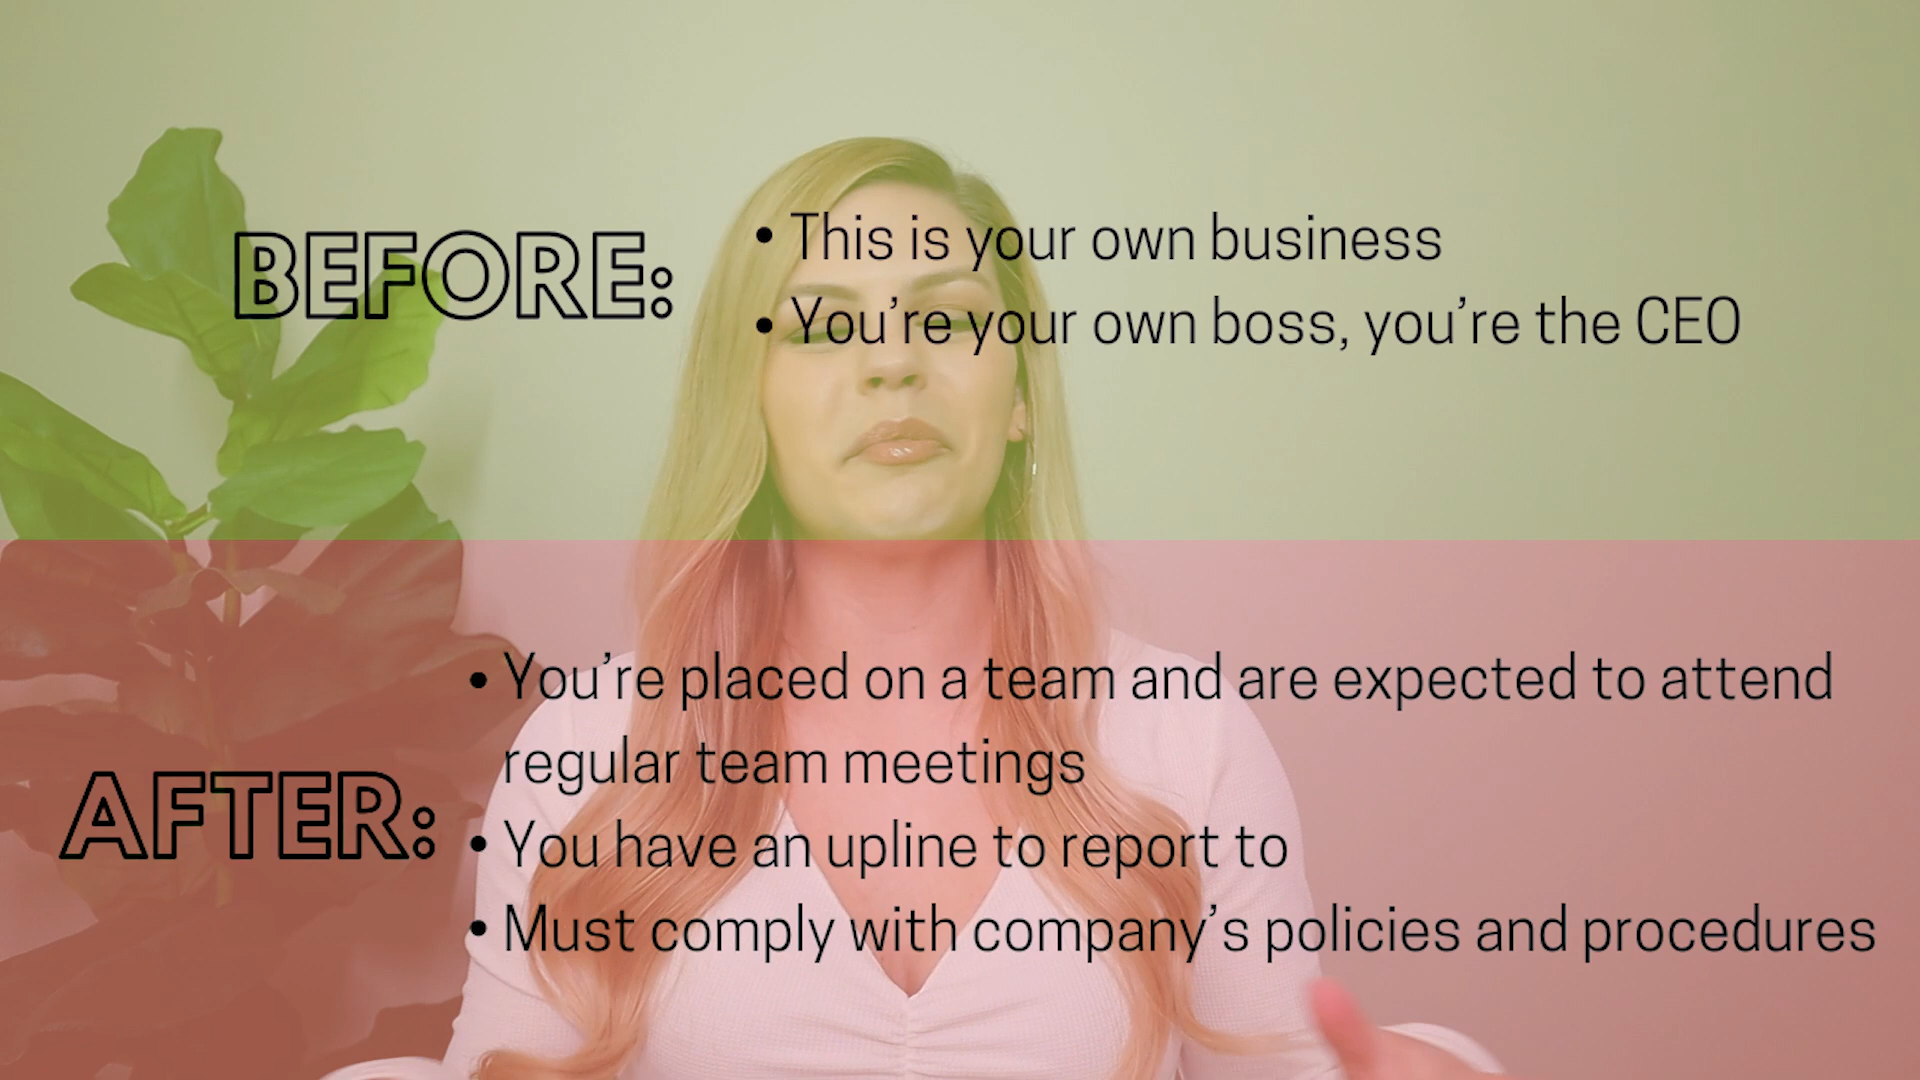 BEFORE:
• This is your own business
• You're your own boss, you're the CEO
AFTER:
• You're placed on a team and are expected to attend
regular team meetings
• You have an upline to report to
• Must comply with company's policies and procedures